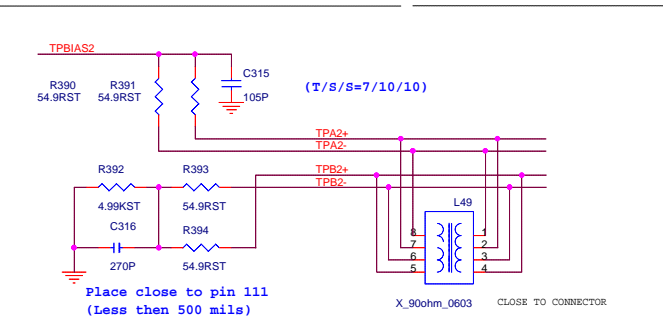 TPBIAS2
C315
R390
R391
54.9RST
54.9RST
105P
(T/S/S=7/10/10)
TPA2+
TPA2-
TPB2+
TPB2-
R392
R393
4.99KST
54.9RST
L49
C316
R394
8
1
7
2
6
3
5
4
270P
54.9RST
Place close to pin 111
(Less then 500 mils)
X_90ohm_0603
CLOSE TO CONNECTOR